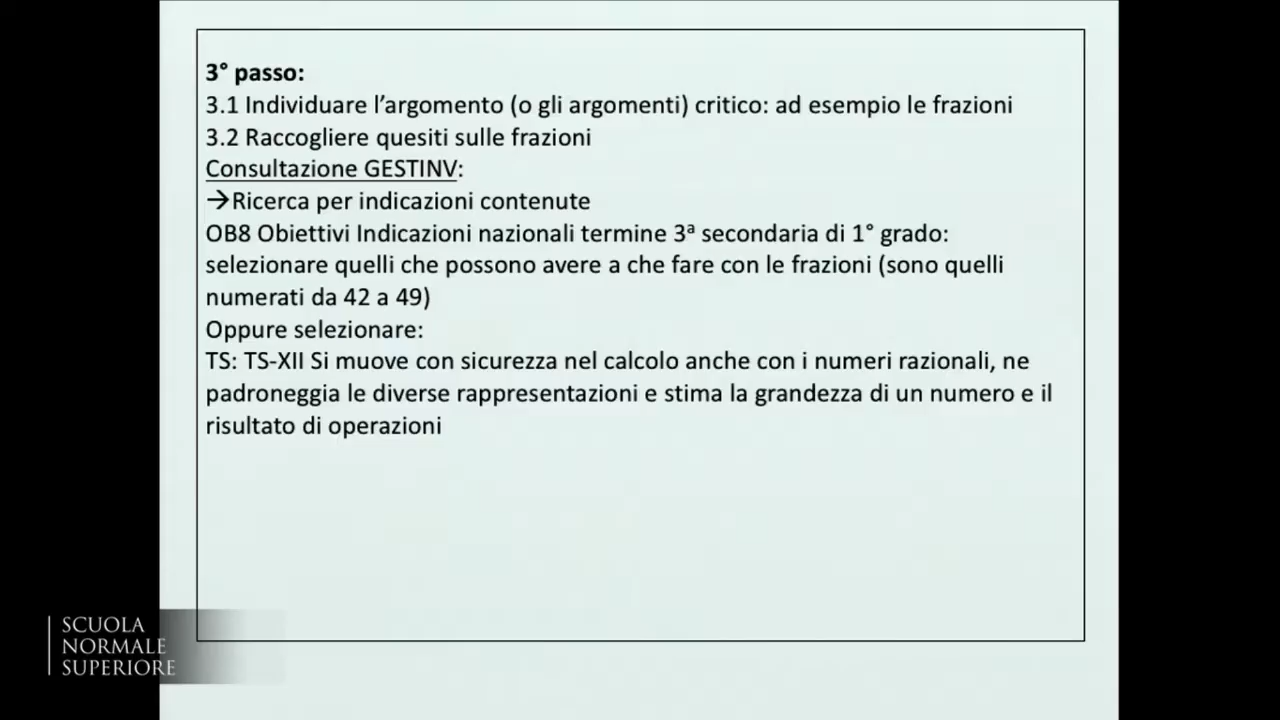 3° passo:
3.1 Individuare l’argomento (o gli argomenti) critico: ad esempio le frazioni
3.2 Raccogliere quesiti sulle frazioni
Consultazione GESTINV:
→Ricerca per indicazioni contenute
OB8 Obiettivi Indicazioni nazionali termine 3ª secondaria di 1° grado:
selezionare quelli che possono avere a che fare con le frazioni (sono quelli
numerati da 42 a 49)
Oppure selezionare:
TS: TS-XII Si muove con sicurezza nel calcolo anche con i numeri razionali, ne
padroneggia le diverse rappresentazioni e stima la grandezza di un numero e il
risultato di operazioni
SCUOLA
NORMALE
SUPERIORE